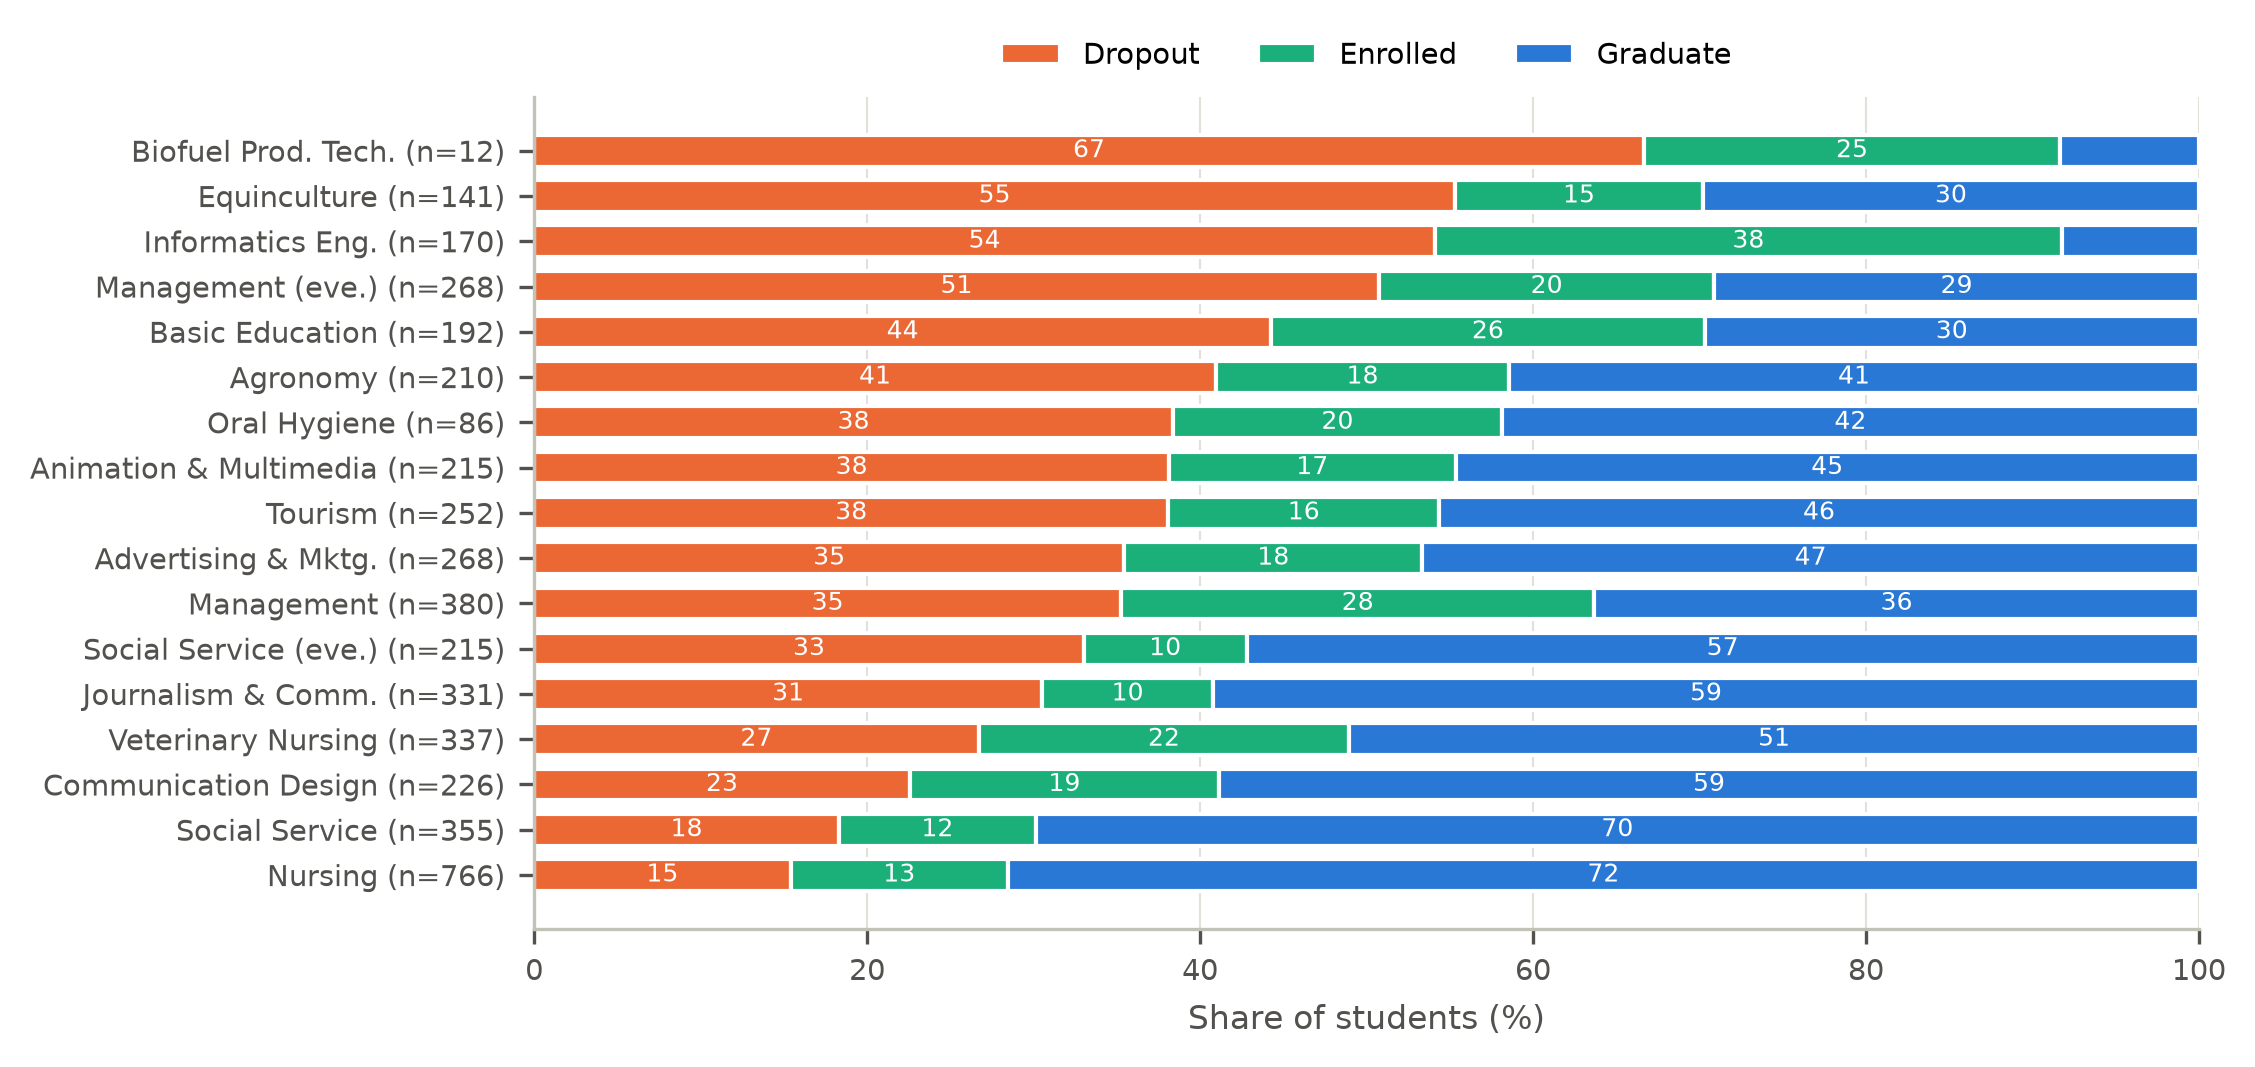 Dropout Enrolled Graduate
Biofuel Prod. Tech. (n=12) 67 25
Equinculture (n=141) 55 15 30
Informatics Eng. (n=170) 54 38
Management (eve.) (n=268) 51 20 29
Basic Education (n=192) 44 26 30
Agronomy (n=210) 41 18 41
Oral Hygiene (n=86) 38 20 42
Animation & Multimedia (n=215) 38 17 45
Tourism (n=252) 38 16 46
Advertising & Mktg. (n=268) 35 18 47
Management (n=380) 35 28 36
Social Service (eve.) (n=215) 33 10 57
Journalism & Comm. (n=331) 31 10 59
Veterinary Nursing (n=337) 27 22 51
Communication Design (n=226) 23 19 59
Social Service (n=355) 18 12 70
Nursing (n=766) 15 13 72
0 20 40 60 80 100
Share of students (%)